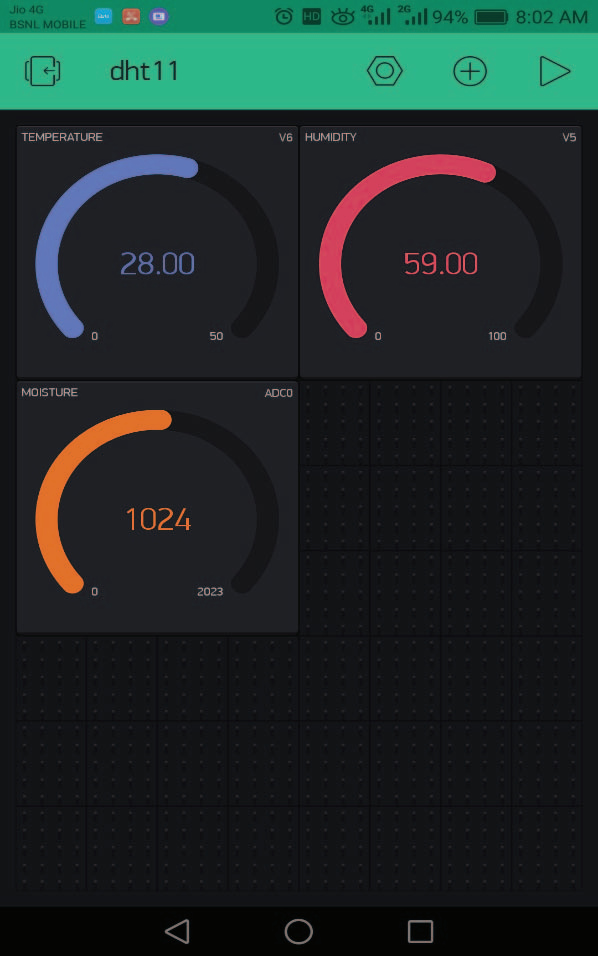 Jio 4G
BSNL MOBILE
HD
4G
2G
94%
8:02 AM
dht11
TEMPERATURE
V6
28.00
0
50
HUMIDITY
V5
59.00
0
100
MOISTURE
ADC0
1024
0
2023